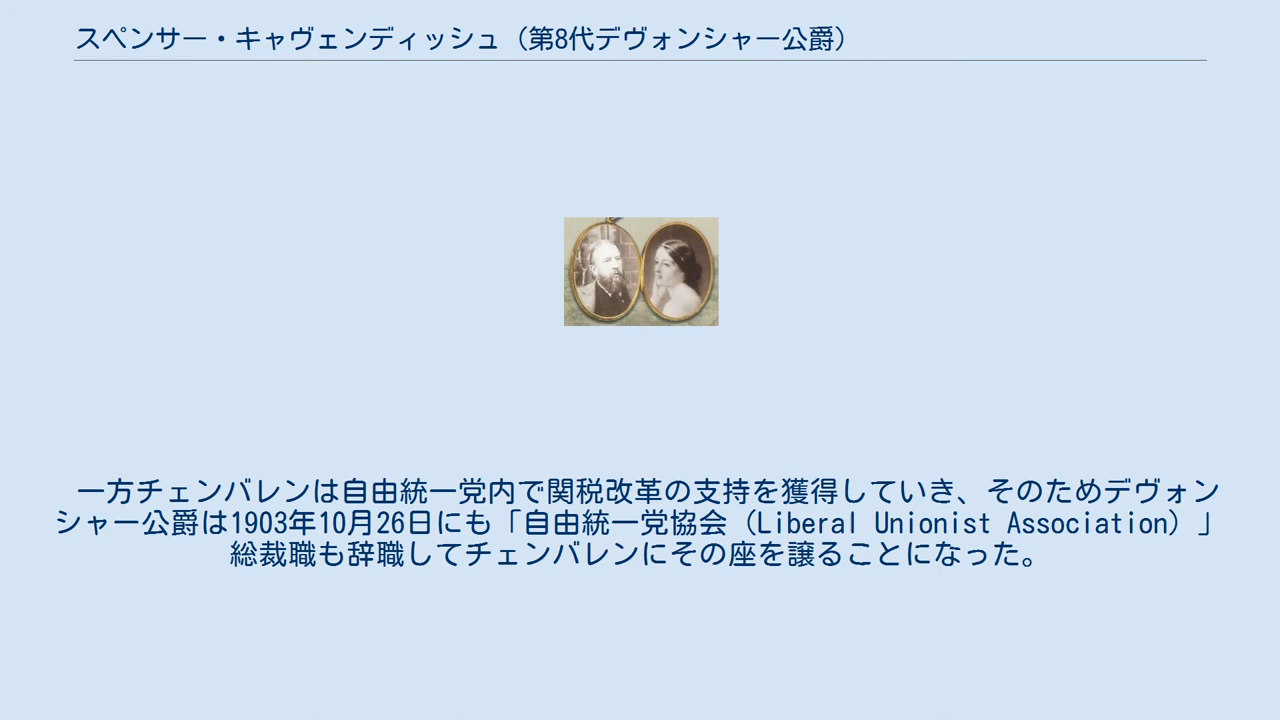 スペンサー・キャヴェンディッシュ（第8代デヴォンシャー公爵）
一方チェンバレンは自由統一党内で関税改革の支持を獲得していき、そのためデヴォン
シャー公爵は1903年10月26日にも「自由統一党協会（Liberal Unionist Association）」
総裁職も辞職してチェンバレンにその座を譲ることになった。